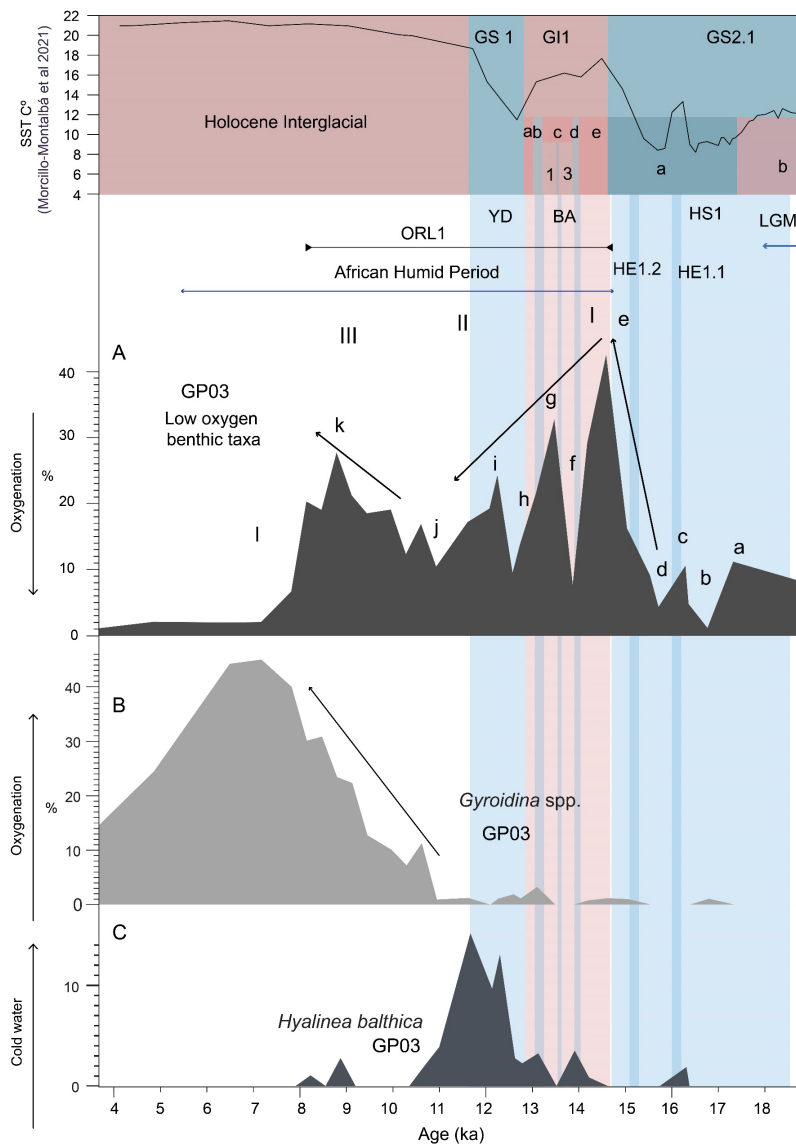 22
20
18
16
14
12
10
8
6
4
SST Cº
(Morcillo-Montalbá et al 2021)
GS 1
GI1
GS2.1
Holocene Interglacial
a
b
c
d
e
1
3
a
b
YD
BA
HS1
LGM
ORL1
HE1.2
HE1.1
African Humid Period
A
III
II
I
e
GP03
Low oxygen
benthic taxa
k
g
i
h
f
j
l
d
c
b
a
Oxygenation
%
40
30
20
10
0
B
Gyroidina spp.
GP03
Oxygenation
%
40
30
20
10
0
C
Hyalinea balthica
GP03
Cold water
10
0
4 5 6 7 8 9 10 11 12 13 14 15 16 17 18
Age (ka)